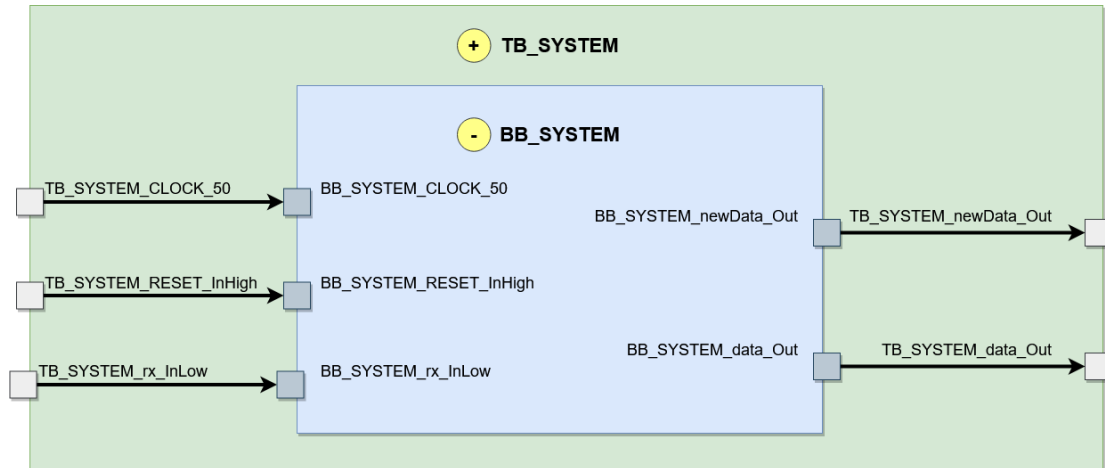 + TB_SYSTEM
- BB_SYSTEM
TB_SYSTEM_CLOCK_50
BB_SYSTEM_CLOCK_50
BB_SYSTEM_newData_Out
TB_SYSTEM_newData_Out
TB_SYSTEM_RESET_InHigh
BB_SYSTEM_RESET_InHigh
BB_SYSTEM_data_Out
TB_SYSTEM_data_Out
TB_SYSTEM_rx_InLow
BB_SYSTEM_rx_InLow